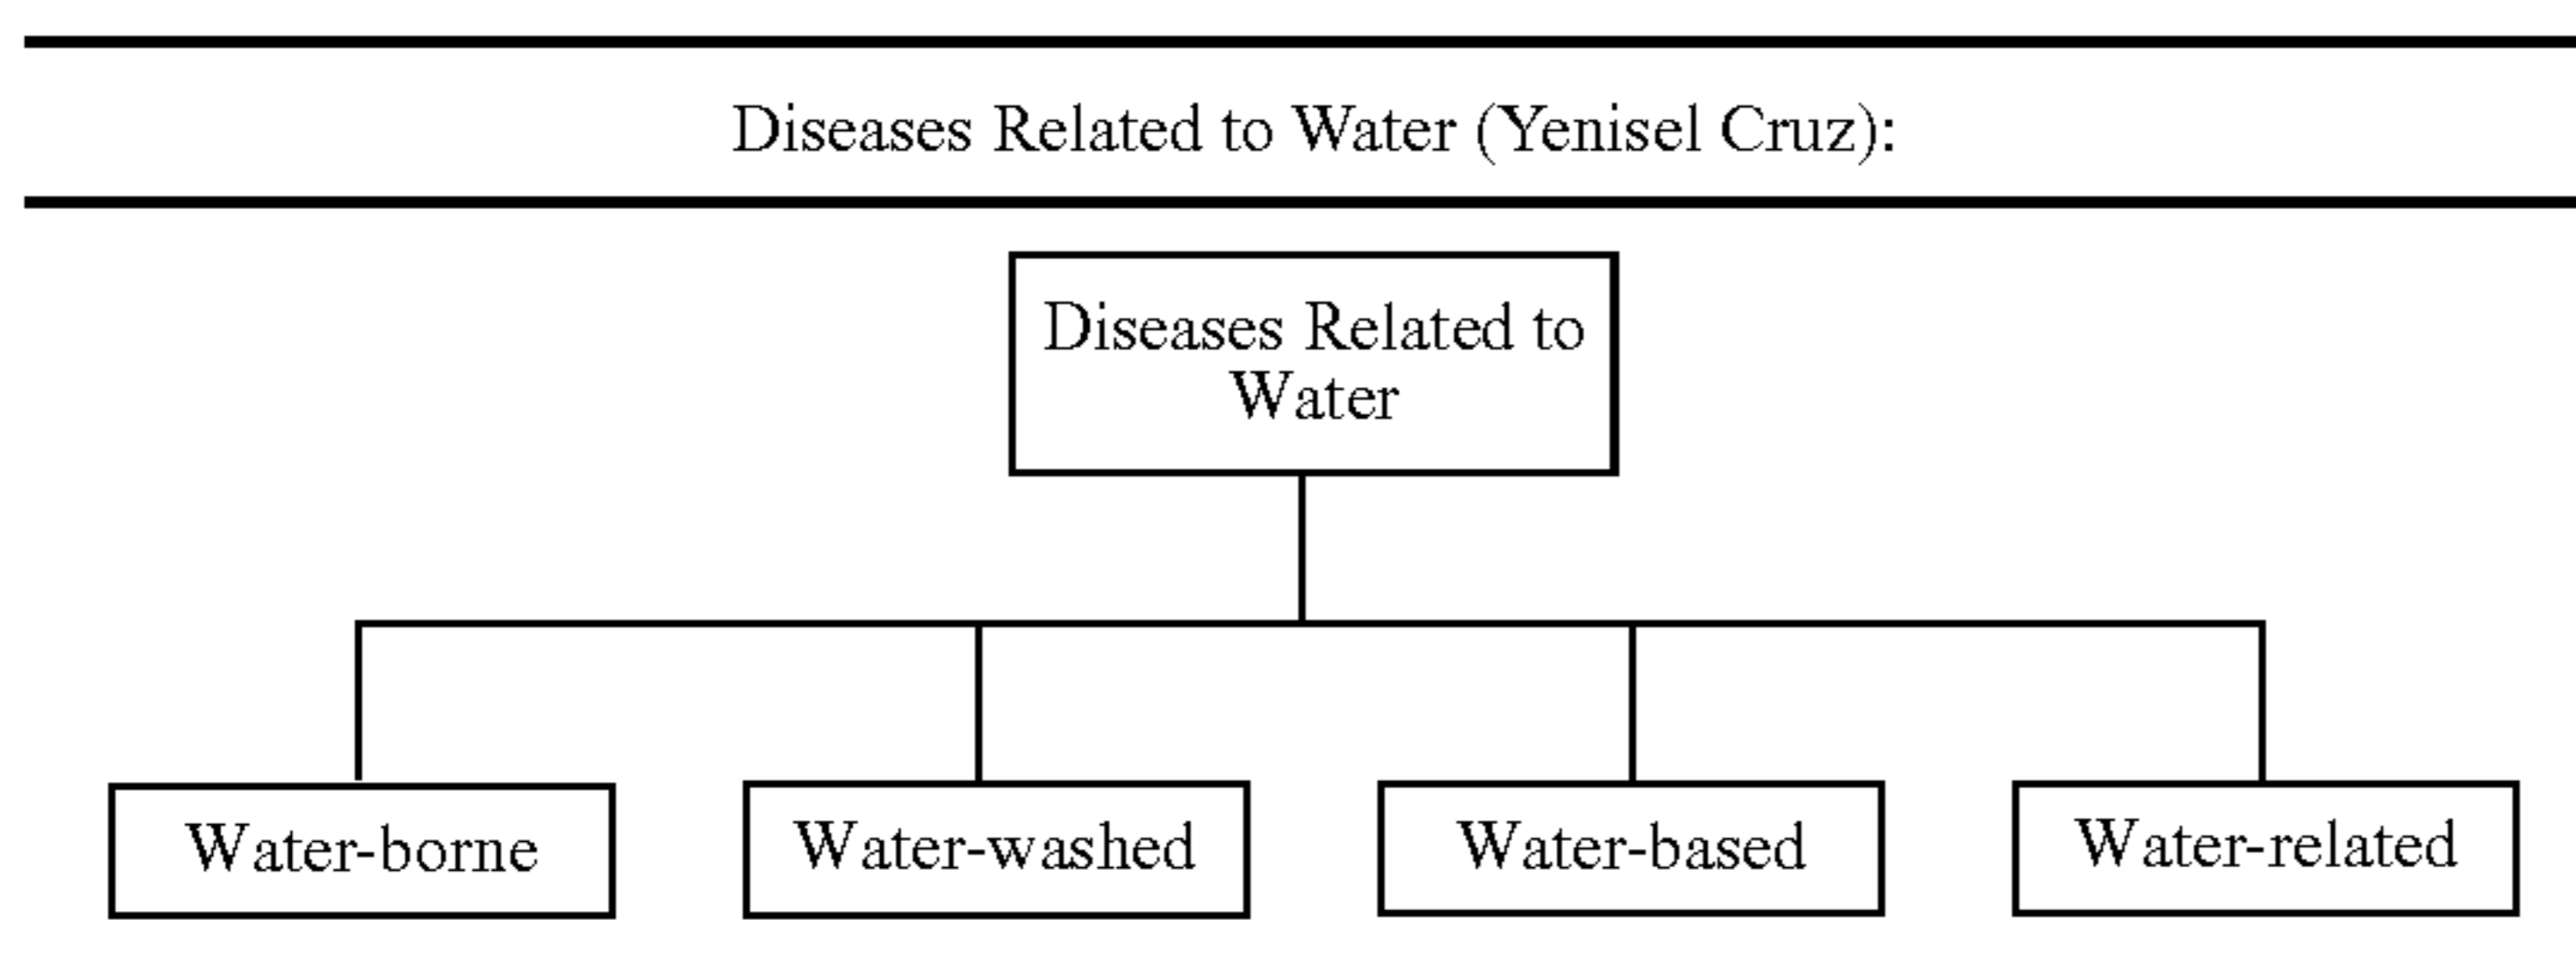 Diseases Related to Water (Yenisel Cruz):
Diseases Related to
Water
Water-borne
Water-washed
Water-based
Water-related